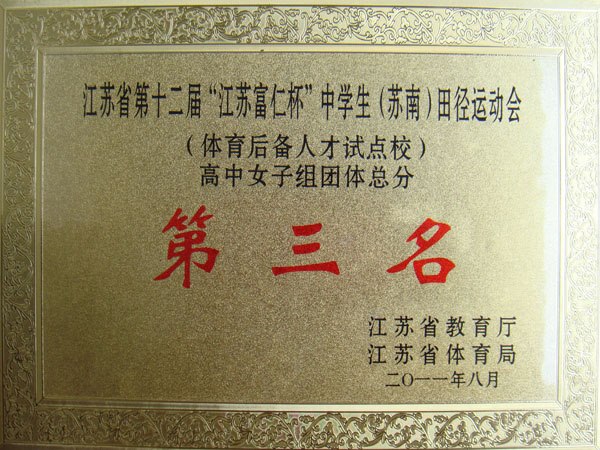 江苏省第十二届“江苏富仁杯”中学生（苏南）田径运动会
（体育后备人才试点校）
高中女子组团体总分
第三名
江苏省教育厅
江苏省体育局
二〇一一年八月